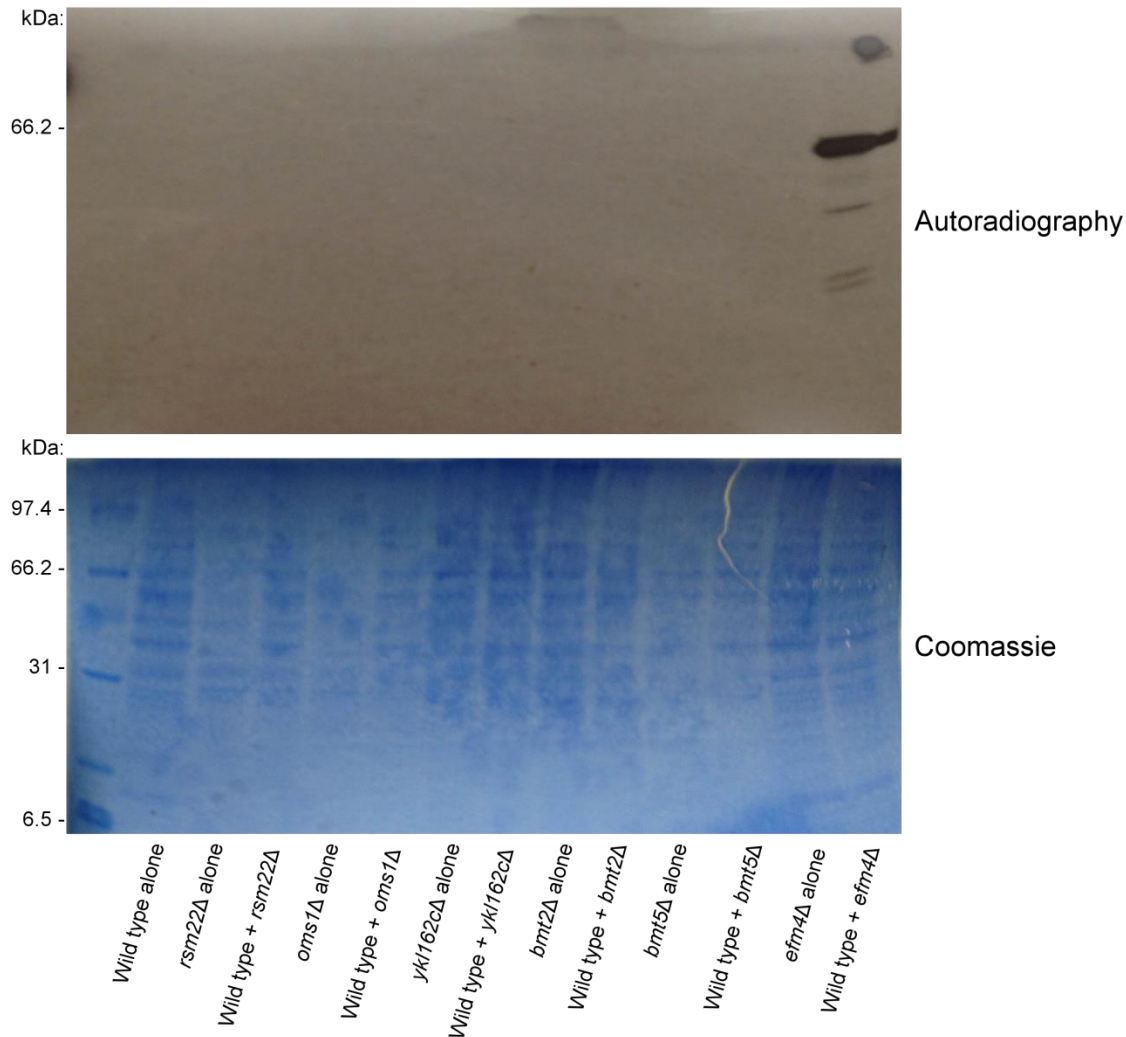 kDa:
66.2 -
Autoradiography
kDa:
97.4 -
66.2 -
31 -
6.5 -
Coomassie
Wild type alone
rsm22Δ alone
Wild type + rsm22Δ
oms1Δ alone
Wild type + oms1Δ
ykl162cΔ alone
Wild type + ykl162cΔ
bmt2Δ alone
Wild type + bmt2Δ
bmt5Δ alone
Wild type + bmt5Δ
efm4Δ alone
Wild type + efm4Δ